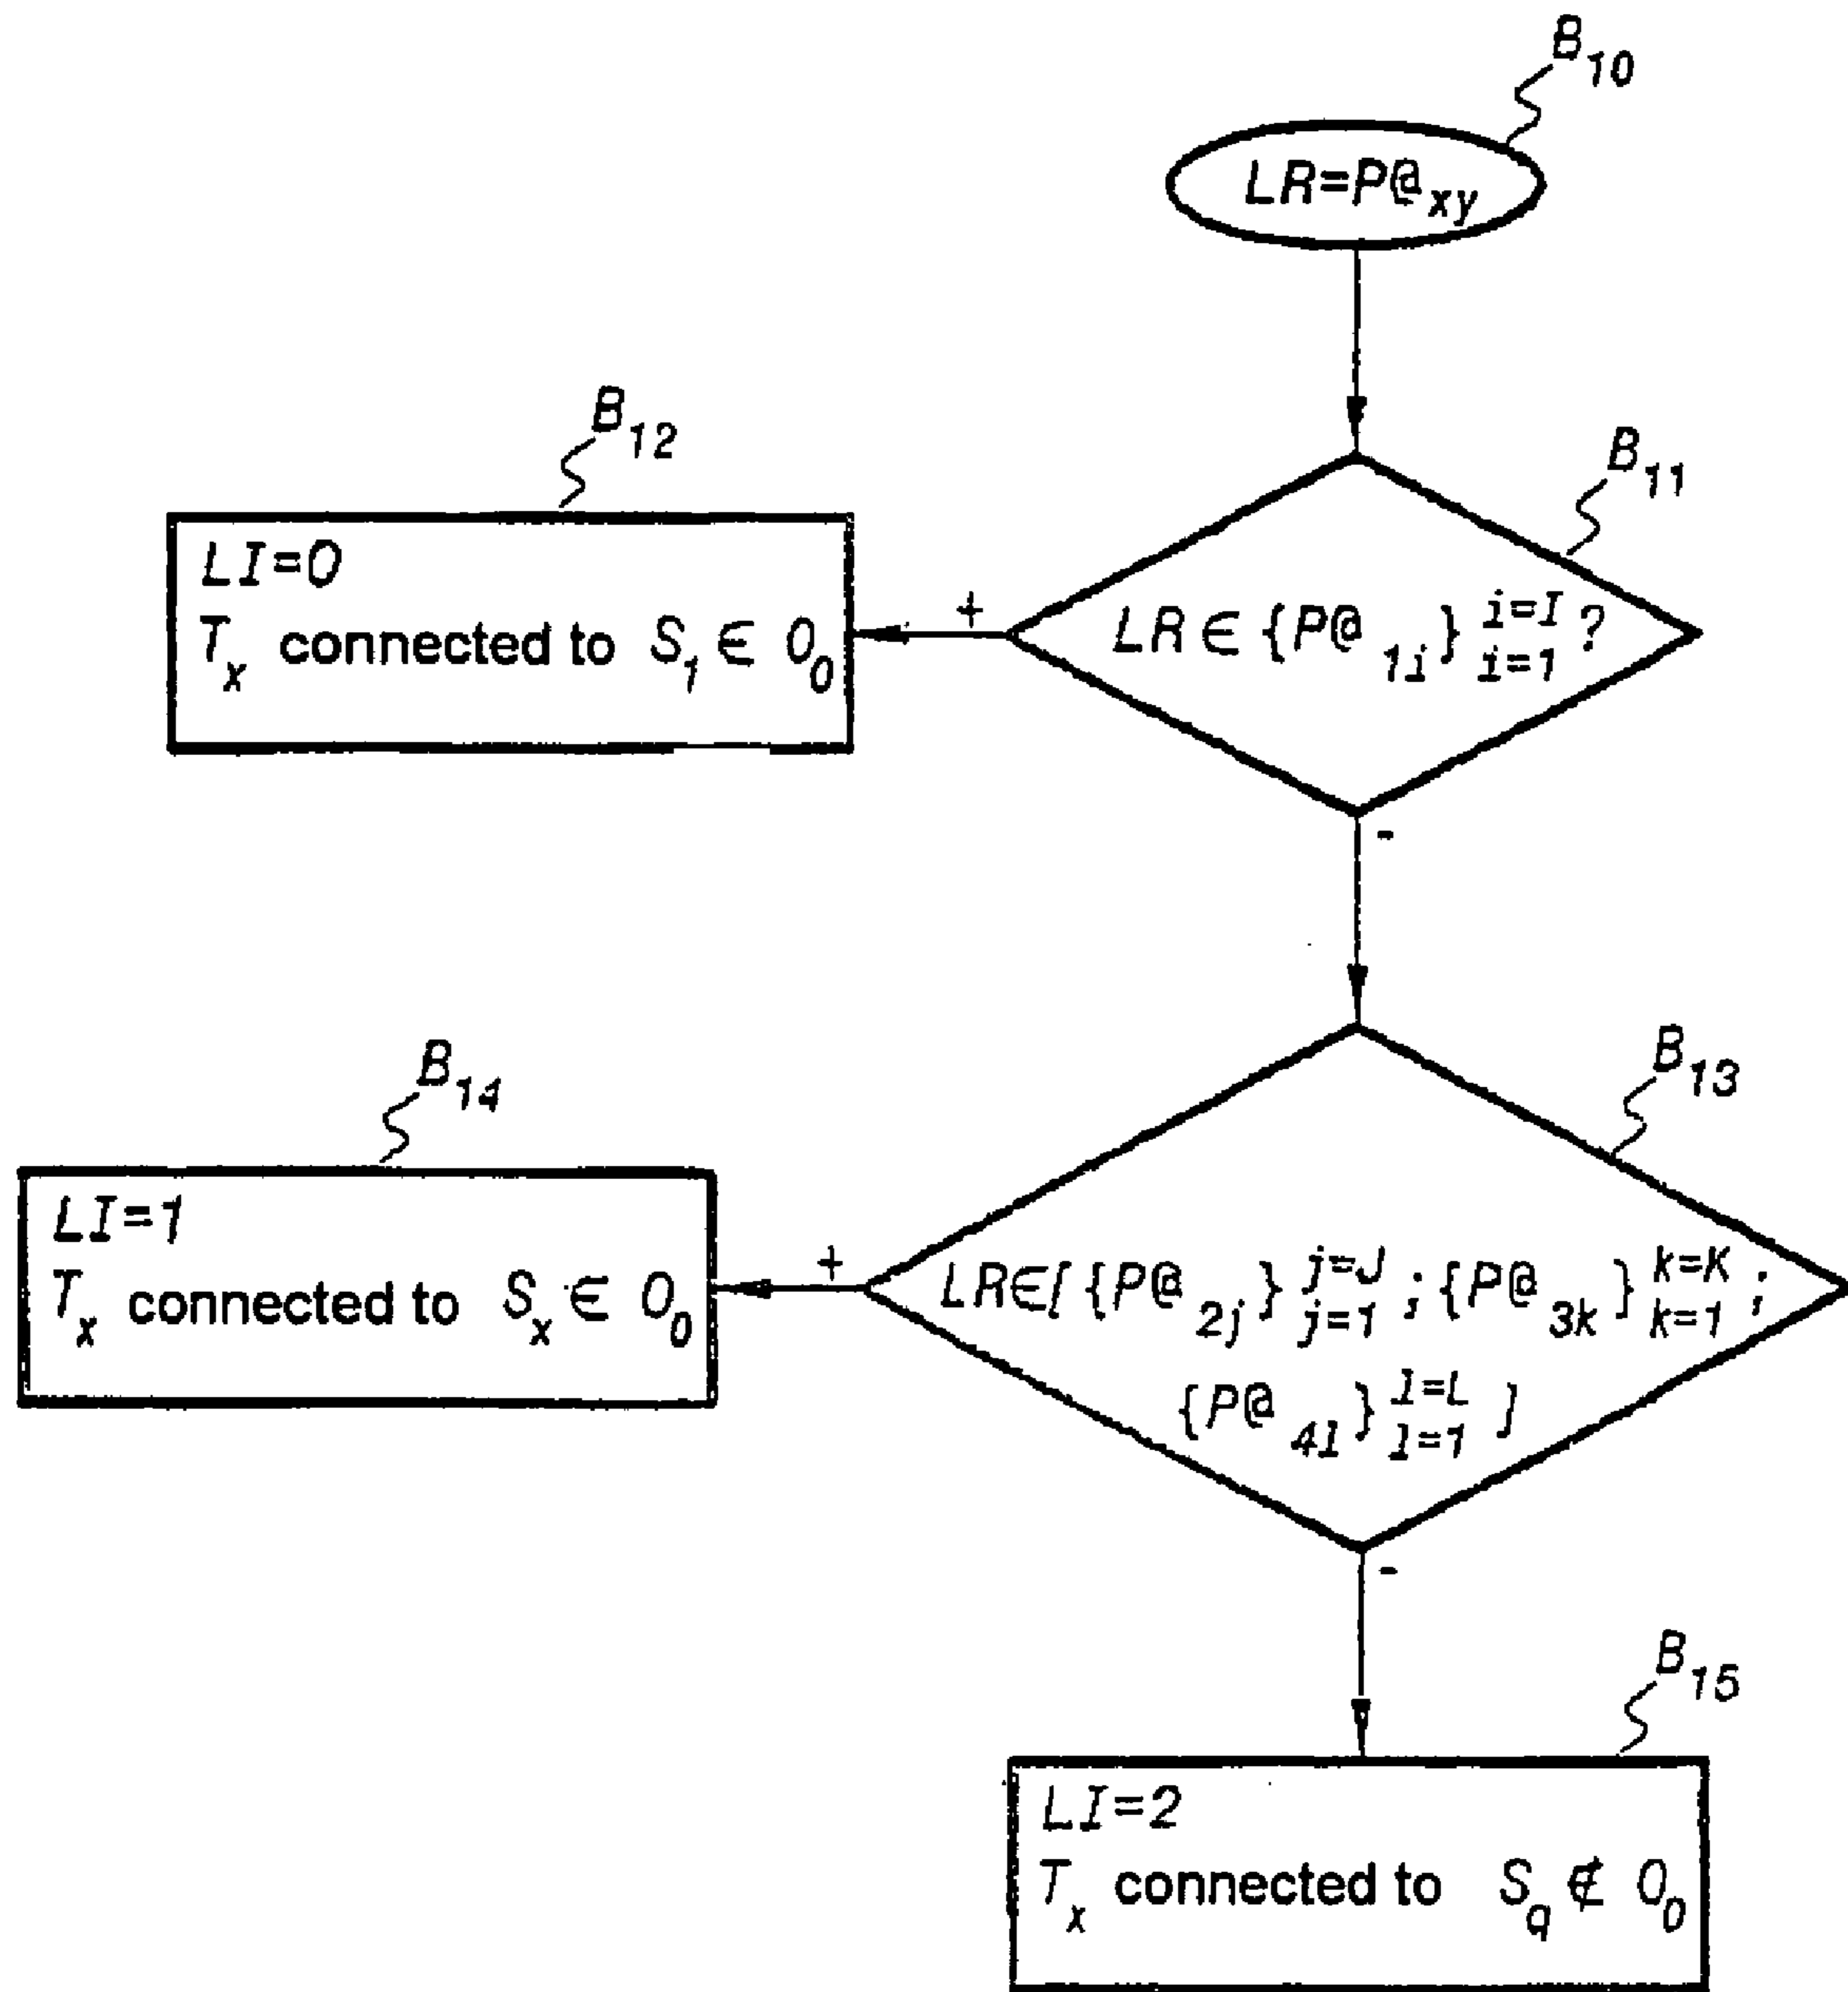 B₁₀
LR=P@ₓy
B₁₁
LR ∈ {P@ ₁ᵢ} i=I ?
i=1
+
-
B₁₂
LI=0
Tₓ connected to S₁ ∈ O₀
B₁₃
LR∈[ {P@ ₂ⱼ} j=J ; {P@ ₃ₖ} k=K ;
j=1 k=1
{P@ ₄ₗ} l=L ]
l=1
+
-
B₁₄
LI=1
Tₓ connected to Sₓ ∈ O₀
B₁₅
LI=2
Tₓ connected to S_q ∉ O₀